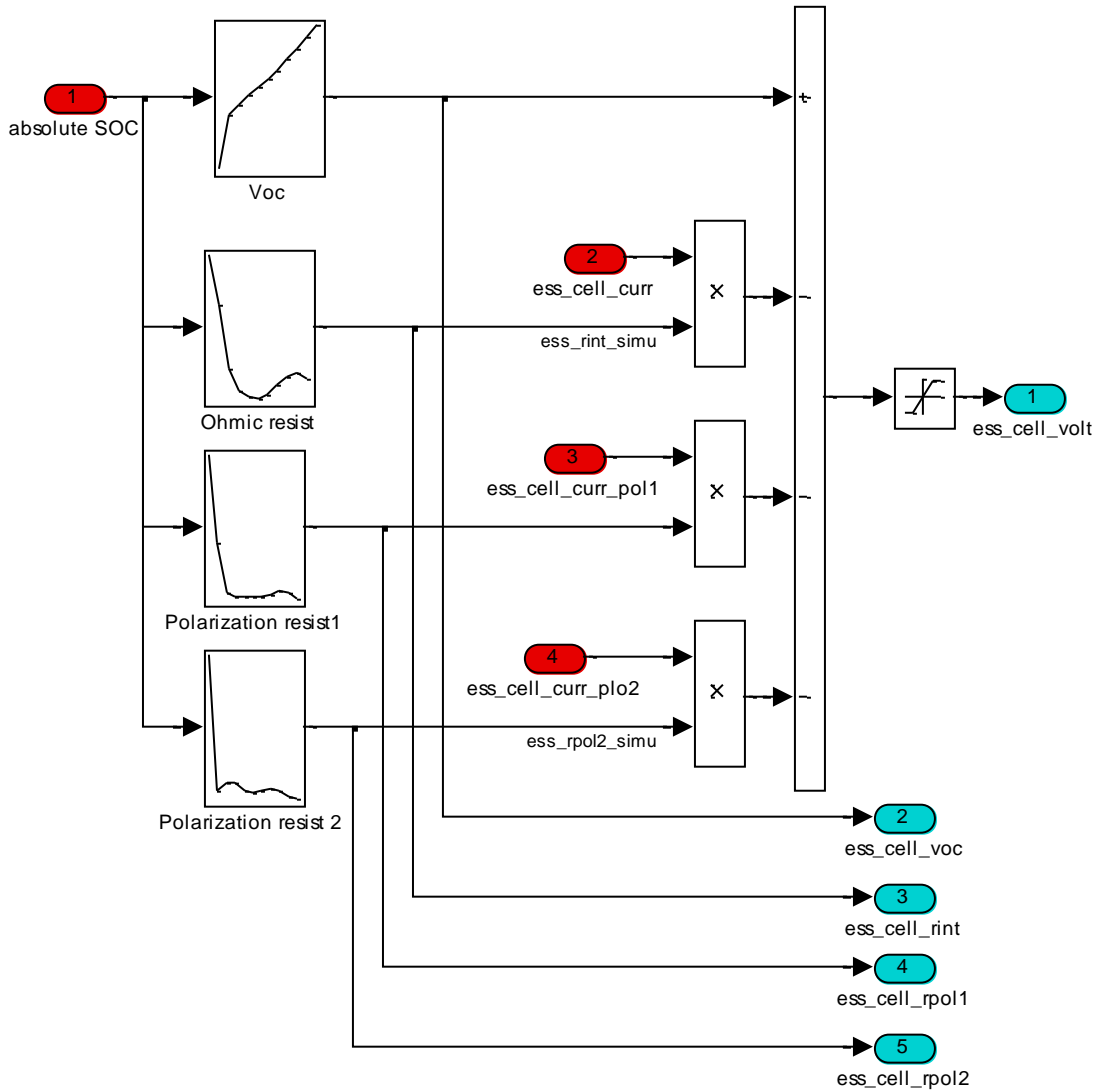 1
absolute SOC
Voc
+
2
ess_cell_curr
×
−
ess_rint_simu
Ohmic resist
1
ess_cell_volt
3
ess_cell_curr_pol1
×
−
Polarization resist1
4
ess_cell_curr_plo2
×
−
ess_rpol2_simu
Polarization resist 2
2
ess_cell_voc
3
ess_cell_rint
4
ess_cell_rpol1
5
ess_cell_rpol2